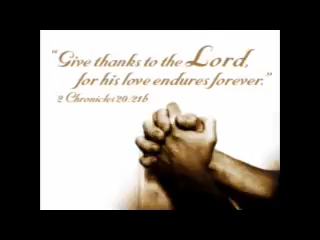 “Give thanks to the Lord,
for his love endures forever.”
2 Chronicles 20:21b